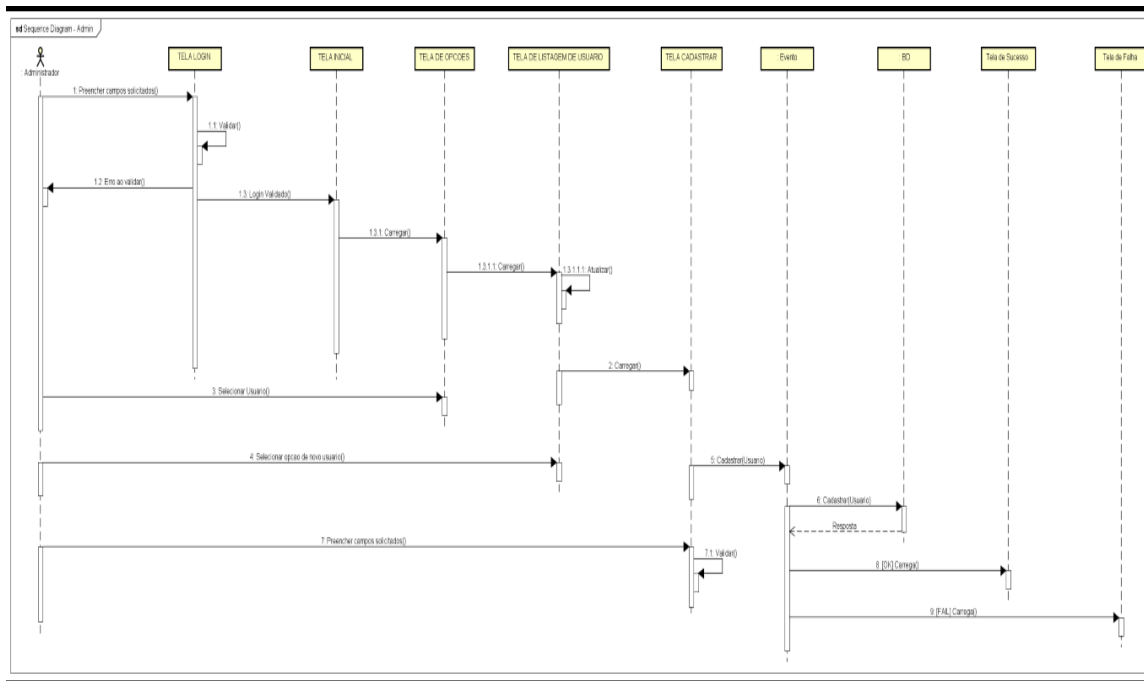 sd Sequence Diagram - Admin
: Administrador
TELA LOGIN
TELA INICIAL
TELA DE OPCOES
TELA DE LISTAGEM DE USUARIO
TELA CADASTRAR
Evento
BD
Tela de Sucesso
Tela de Falha
1: Preencher campos solicitados()
1.1: Validar()
1.2: Erro ao validar()
1.3: Login Validado()
1.3.1: Carregar()
1.3.1.1: Carregar()
1.3.1.1.1: Atualizar()
2: Carregar()
3: Selecionar Usuario()
4: Selecionar opcao de novo usuario()
5: Cadastrar(Usuario)
6: Cadastrar(Usuario)
Resposta
7: Preencher campos solicitados()
7.1: Validar()
8: [OK] Carrega()
9: [FAIL] Carrega()